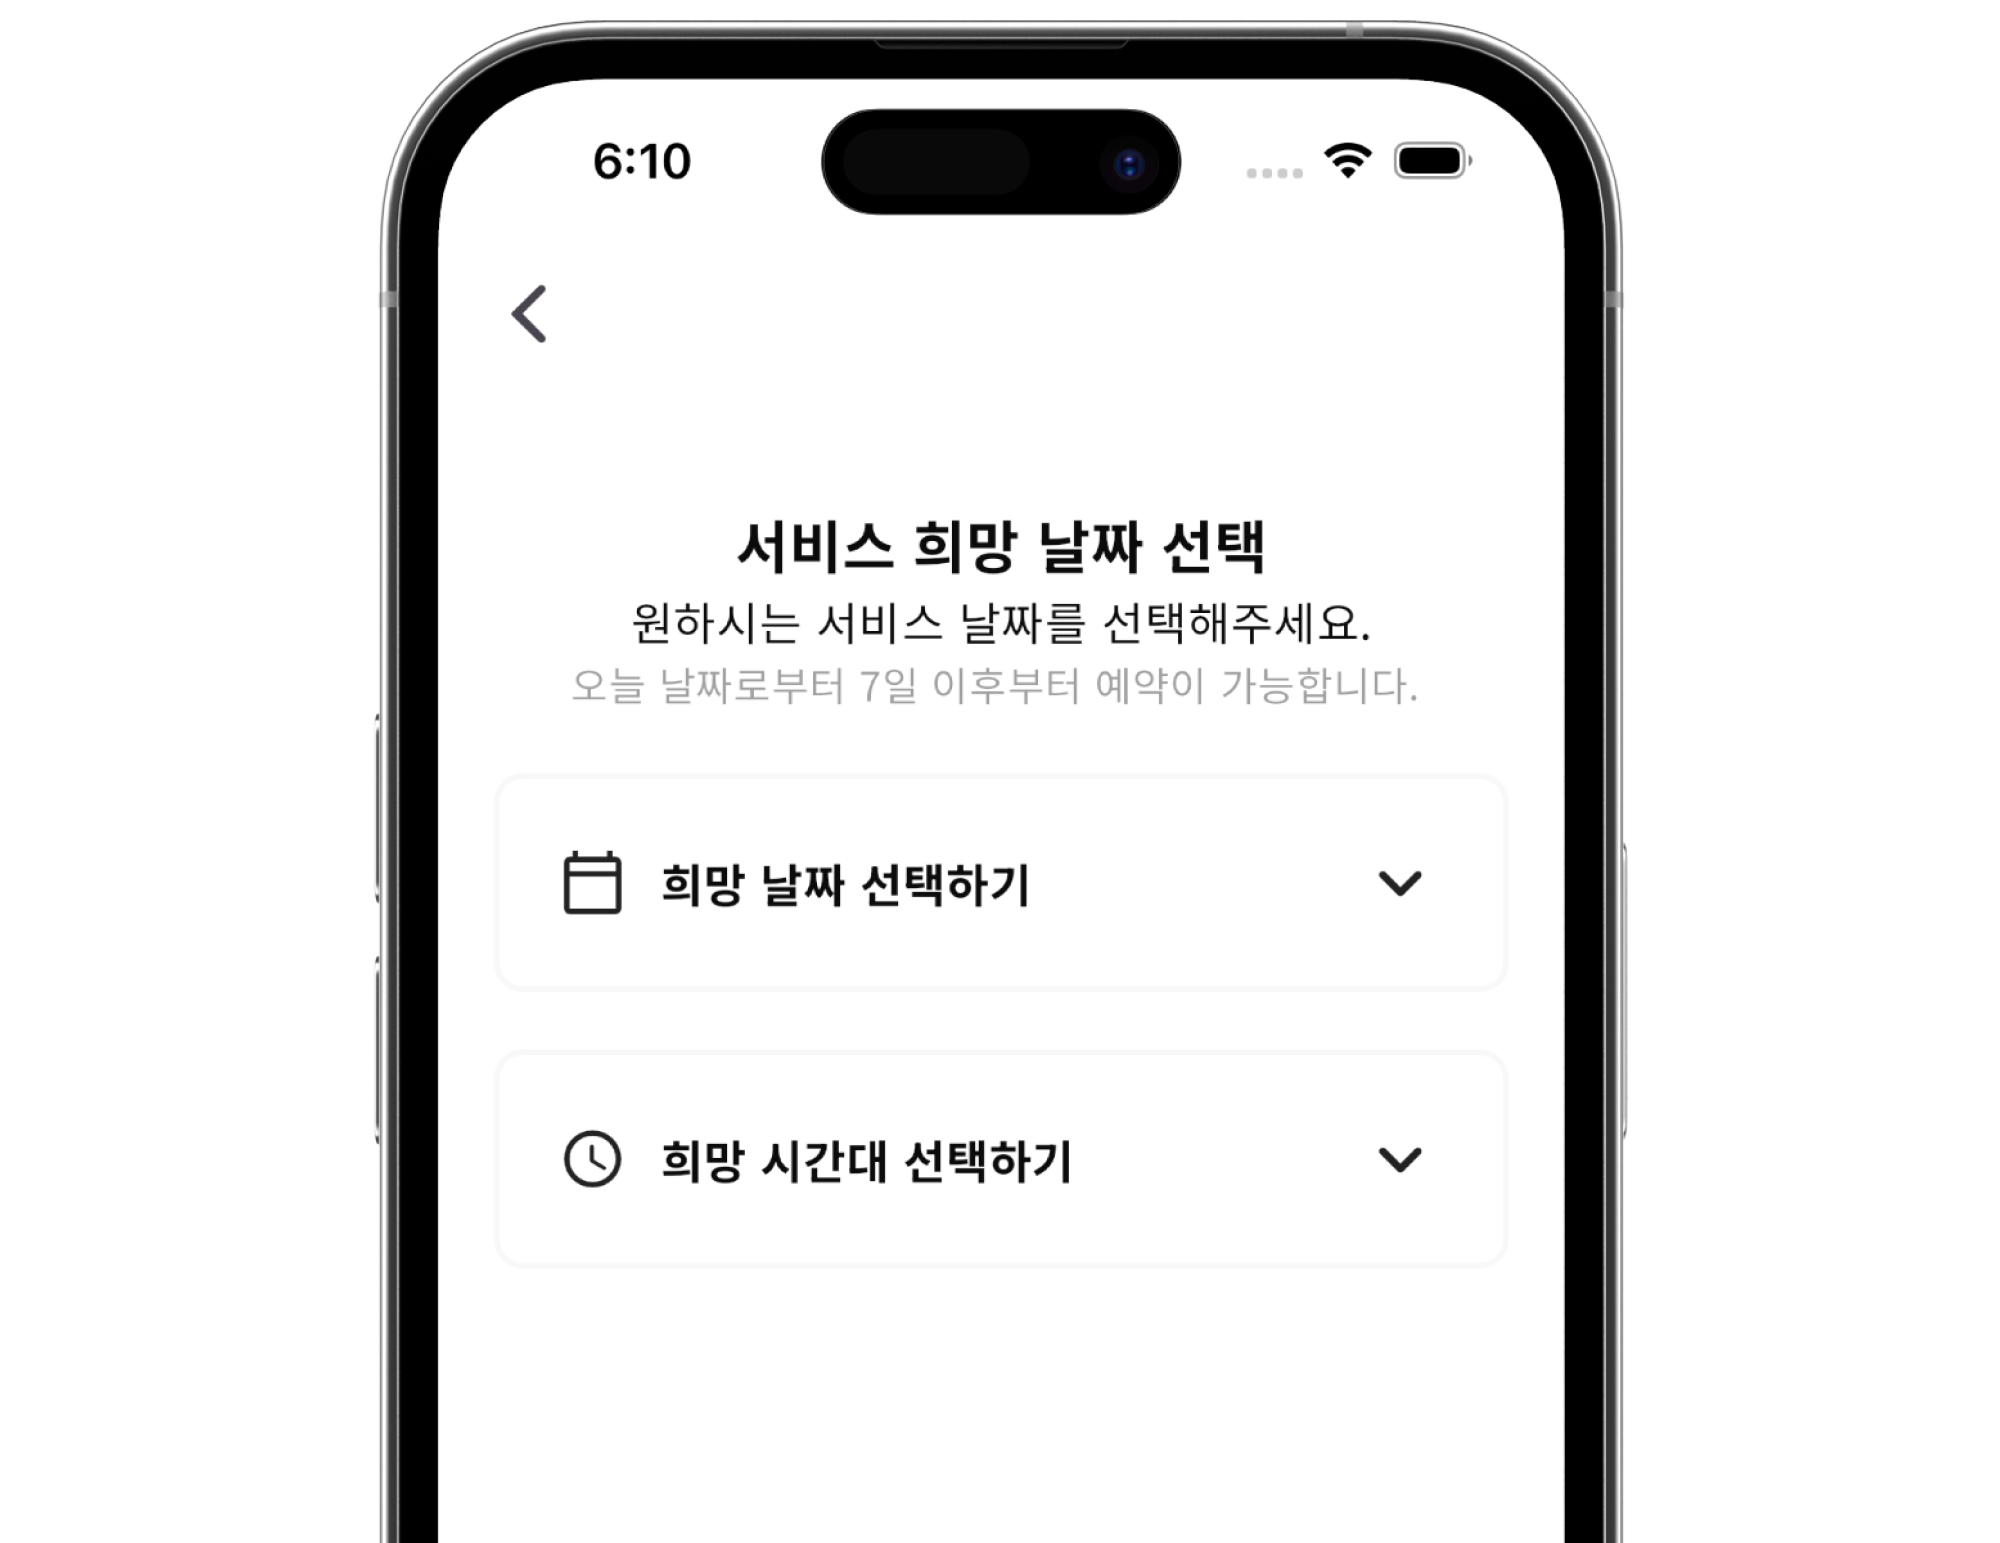 6:10
서비스 희망 날짜 선택
원하시는 서비스 날짜를 선택해주세요.
오늘 날짜로부터 7일 이후부터 예약이 가능합니다.
희망 날짜 선택하기
희망 시간대 선택하기